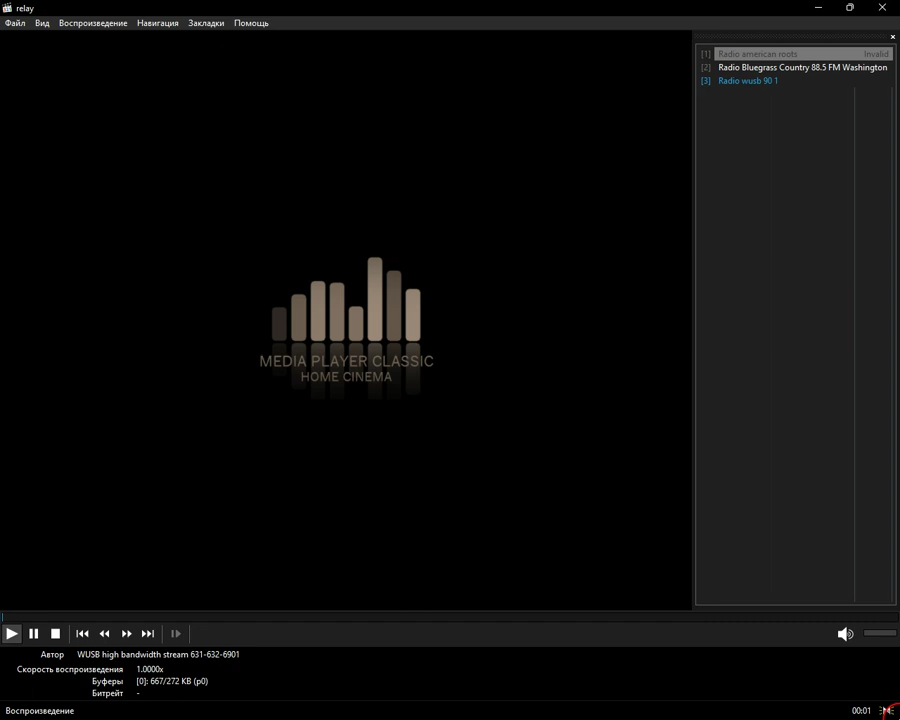 relay
Файл Вид Воспроизведение Навигация Закладки Помощь
[1] Radio american roots Invalid
[2] Radio Bluegrass Country 88.5 FM Washington
[3] Radio wusb 90 1
MEDIA PLAYER CLASSIC
HOME CINEMA
Автор WUSB high bandwidth stream 631-632-6901
Скорость воспроизведения 1.0000x
Буферы [0]: 667/272 KB (p0)
Битрейт -
Воспроизведение 00:01